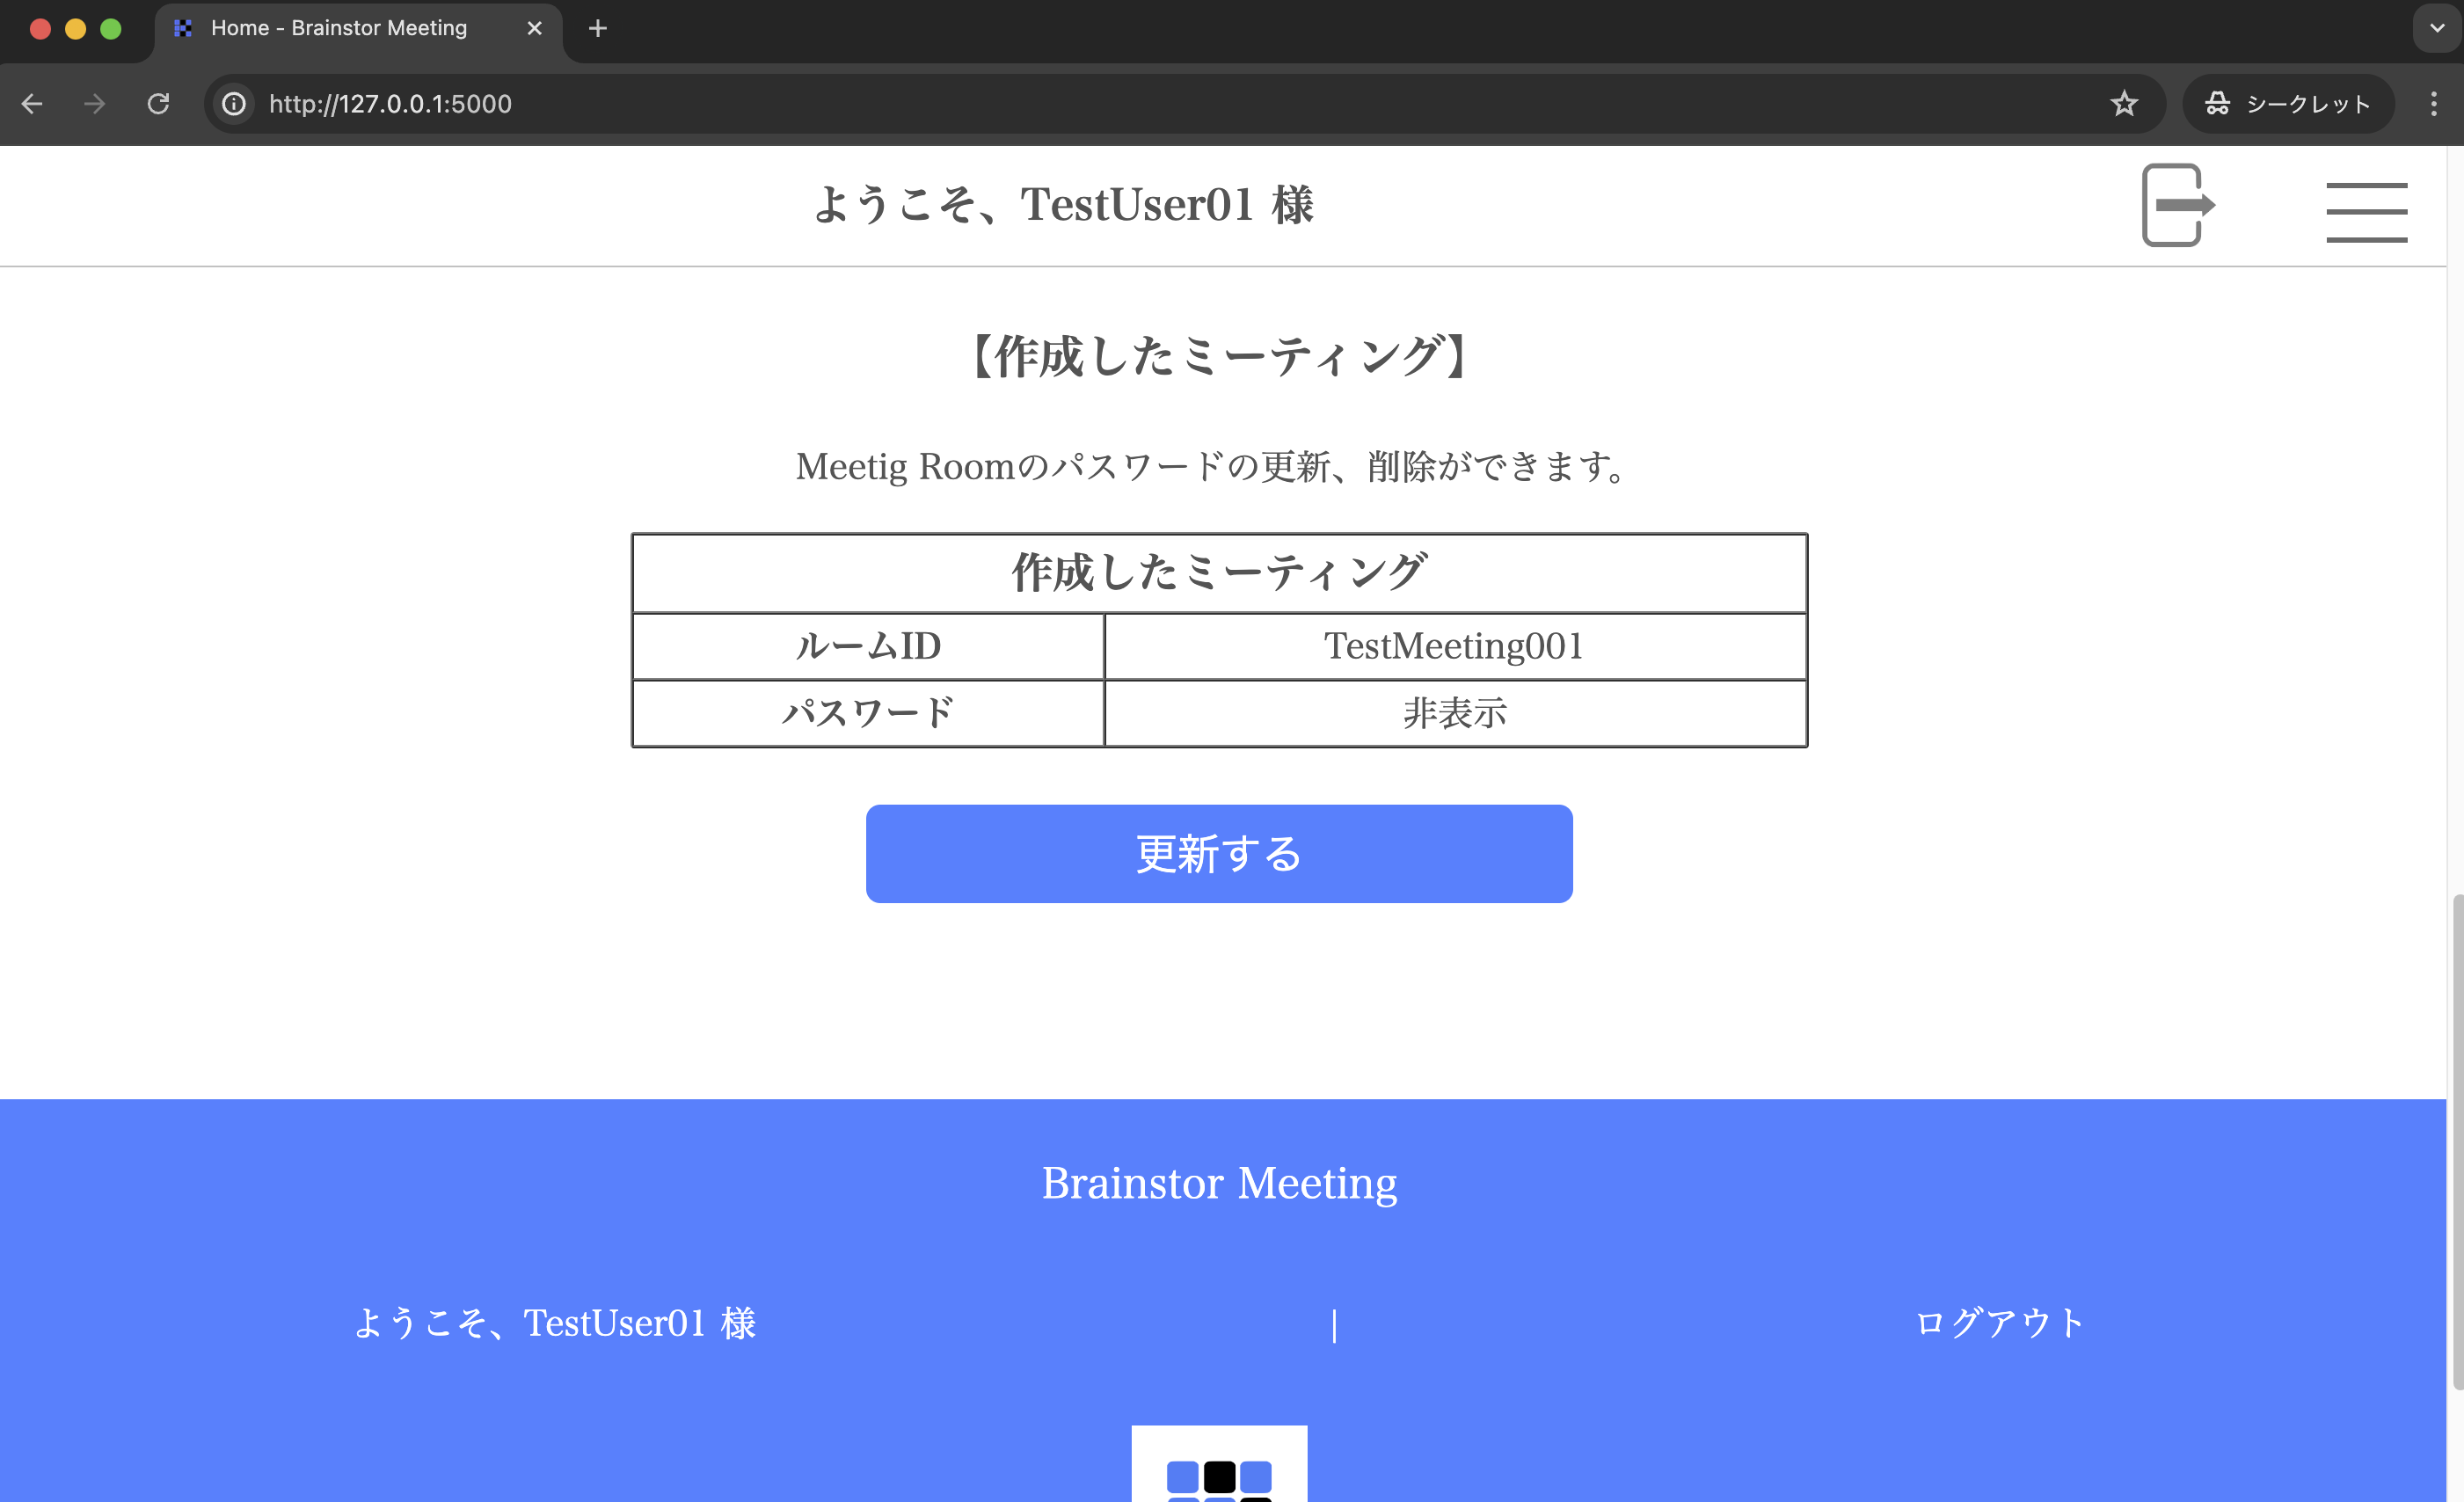 Home - Brainstor Meeting
http://127.0.0.1:5000
シークレット
ようこそ、TestUser01 様
【作成したミーティング】
Meetig Roomのパスワードの更新、削除ができます。
作成したミーティング
ルームID TestMeeting001
パスワード 非表示
更新する
Brainstor Meeting
ようこそ、TestUser01 様 | ログアウト